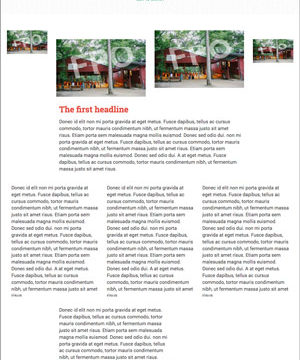 The first headline
Donec id elit non mi porta gravida at eget metus. Fusce dapibus, tellus ac cursus
commodo, tortor mauris condimentum nibh, ut fermentum massa justo sit amet
risus. Etiam porta sem malesuada magna mollis euismod. Donec sed odio dui. non mi
porta gravida at eget metus. Fusce dapibus, tellus ac cursus commodo, tortor mauris
condimentum nibh, ut fermentum massa justo sit amet risus. Etiam porta sem
malesuada magna mollis euismod. Donec sed odio dui. A at eget metus. Fusce
dapibus, tellus ac cursus commodo, tortor mauris condimentum nibh, ut fermentum
massa justo sit amet risus.
Donec id elit non mi porta gravida at
eget metus. Fusce dapibus, tellus ac
cursus commodo, tortor mauris
condimentum nibh, ut fermentum
massa justo sit amet risus. Etiam
porta sem malesuada magna mollis
euismod. Donec sed odio dui. non mi
porta gravida at eget metus. Fusce
dapibus, tellus ac cursus commodo,
tortor mauris condimentum nibh, ut
fermentum massa justo sit amet
risus. Etiam porta sem malesuada
magna mollis euismod. Donec sed
odio dui. A at eget metus. Fusce
dapibus, tellus ac cursus commodo,
tortor mauris condimentum nibh, ut
fermentum massa justo sit amet
risus.
Donec id elit non mi porta gravida at
eget metus. Fusce dapibus, tellus ac
cursus commodo, tortor mauris
condimentum nibh, ut fermentum
massa justo sit amet risus. Etiam
porta sem malesuada magna mollis
euismod. Donec sed odio dui. non mi
porta gravida at eget metus. Fusce
dapibus, tellus ac cursus commodo,
tortor mauris condimentum nibh, ut
fermentum massa justo sit amet
risus. Etiam porta sem malesuada
magna mollis euismod. Donec sed
odio dui. A at eget metus. Fusce
dapibus, tellus ac cursus commodo,
tortor mauris condimentum nibh, ut
fermentum massa justo sit amet
risus.
Donec id elit non mi porta gravida at
eget metus. Fusce dapibus, tellus ac
cursus commodo, tortor mauris
condimentum nibh, ut fermentum
massa justo sit amet risus. Etiam
porta sem malesuada magna mollis
euismod. Donec sed odio dui. non mi
porta gravida at eget metus. Fusce
dapibus, tellus ac cursus commodo,
tortor mauris condimentum nibh, ut
fermentum massa justo sit amet
risus. Etiam porta sem malesuada
magna mollis euismod. Donec sed
odio dui. A at eget metus. Fusce
dapibus, tellus ac cursus commodo,
tortor mauris condimentum nibh, ut
fermentum massa justo sit amet
risus.
Donec id elit non mi porta gravida at
eget metus. Fusce dapibus, tellus ac
cursus commodo, tortor mauris
condimentum nibh, ut fermentum
massa justo sit amet risus. Etiam
porta sem malesuada magna mollis
euismod. Donec sed odio dui. non mi
porta gravida at eget metus. Fusce